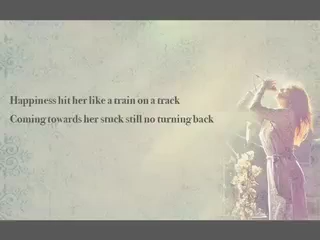 Happiness hit her like a train on a track
Coming towards her stuck still no turning back